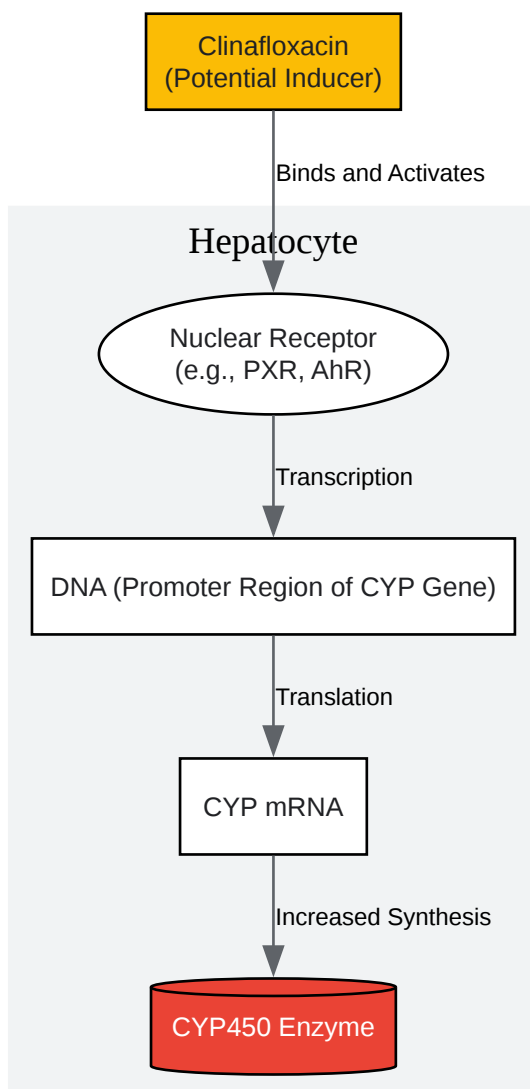 Clinafloxacin
(Potential Inducer)
Binds and Activates
Hepatocyte
Nuclear Receptor
(e.g., PXR, AhR)
Transcription
DNA (Promoter Region of CYP Gene)
Translation
CYP mRNA
Increased Synthesis
CYP450 Enzyme